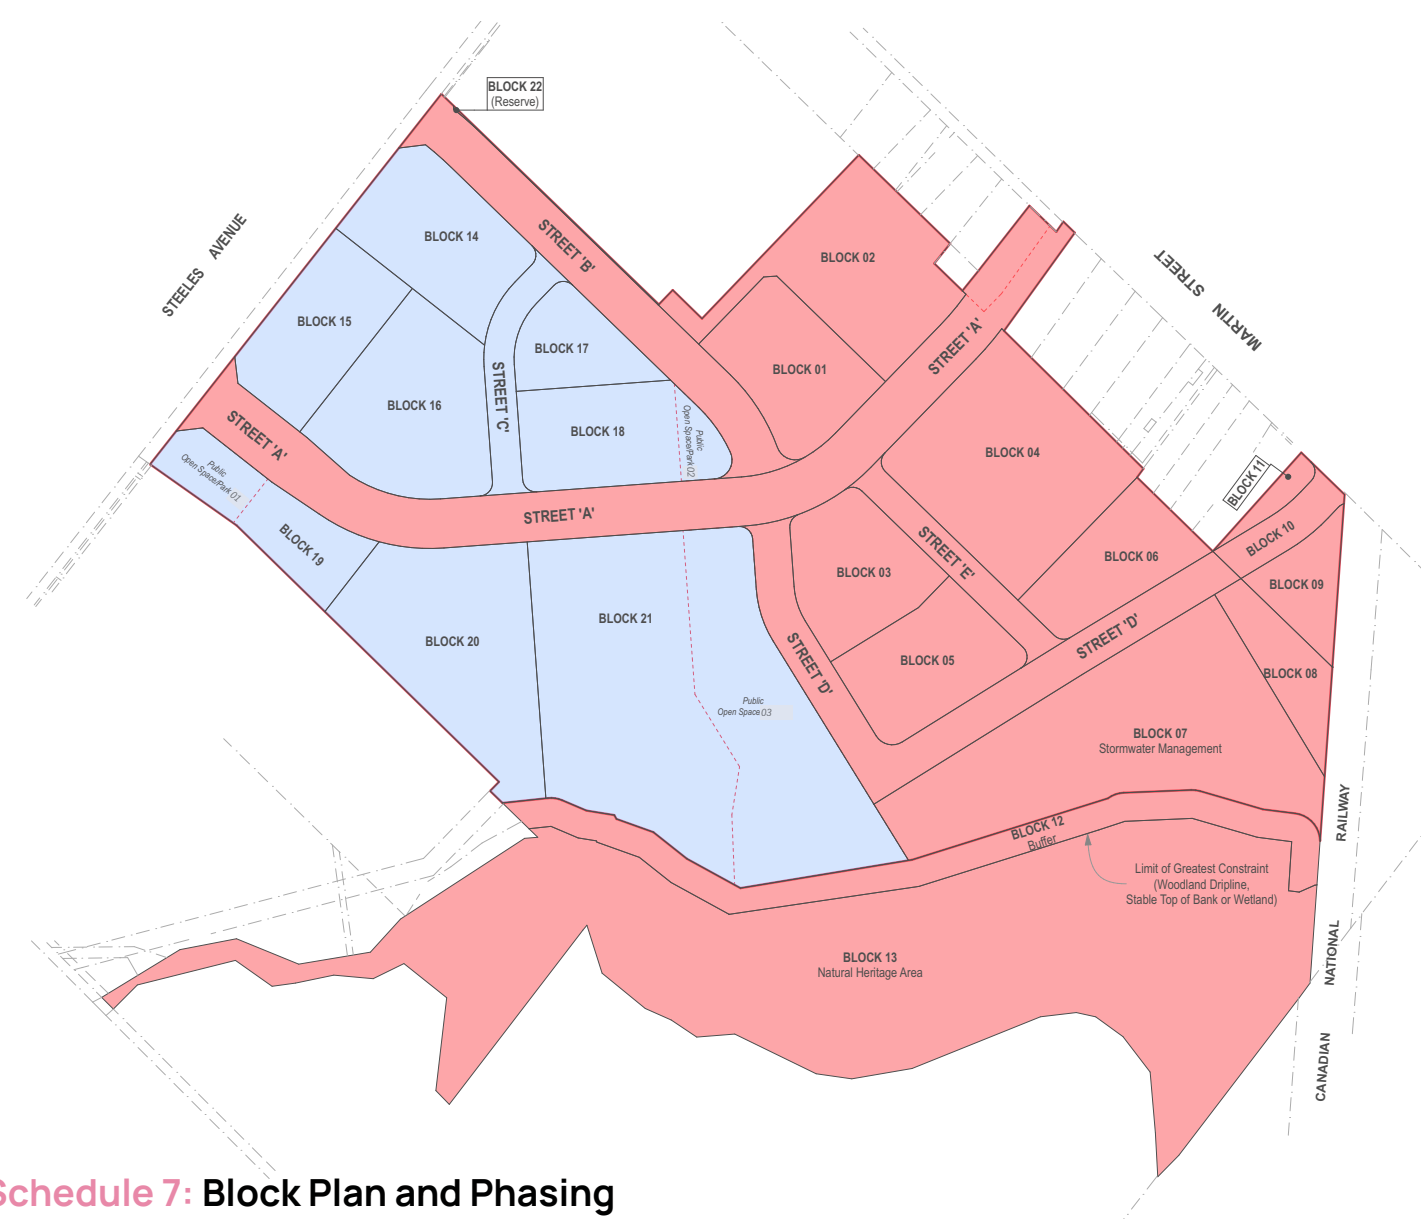 BLOCK 22
(Reserve)
STEELES AVENUE
BLOCK 14
STREET 'B'
BLOCK 02
MARTIN STREET
BLOCK 15
BLOCK 17
BLOCK 01
STREET 'A'
BLOCK 16
STREET 'C'
BLOCK 18
Public
Open Space/Park 02
STREET 'A'
BLOCK 04
BLOCK 11
Public
Open Space/Park 01
STREET 'A'
BLOCK 19
BLOCK 10
STREET 'E'
BLOCK 06
BLOCK 03
BLOCK 09
BLOCK 20
BLOCK 21
STREET 'D'
STREET 'D'
BLOCK 05
BLOCK 08
Public
Open Space 03
BLOCK 07
Stormwater Management
BLOCK 12
Buffer
Limit of Greatest Constraint
(Woodland Dripline,
Stable Top of Bank or Wetland)
BLOCK 13
Natural Heritage Area
CANADIAN NATIONAL RAILWAY
Schedule 7: Block Plan and Phasing